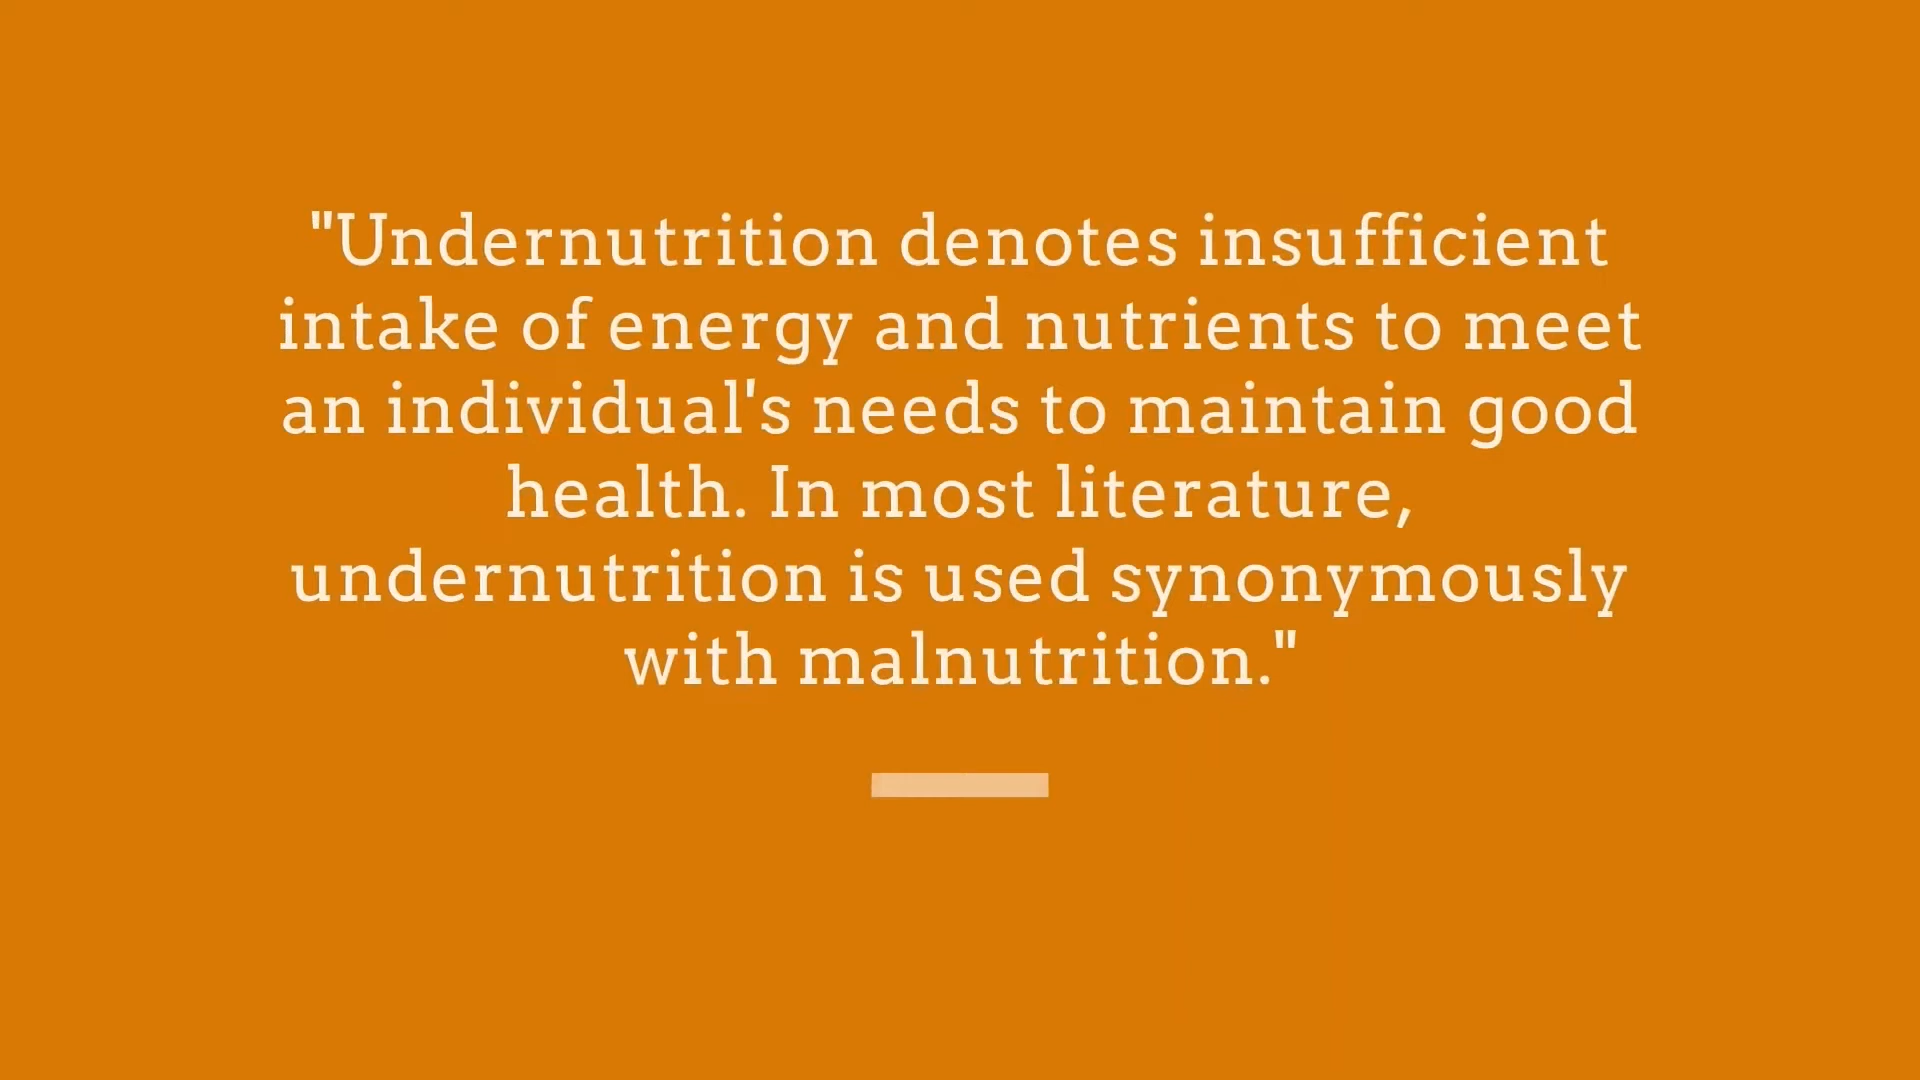 "Undernutrition denotes insufficient
intake of energy and nutrients to meet
an individual's needs to maintain good
health. In most literature,
undernutrition is used synonymously
with malnutrition."